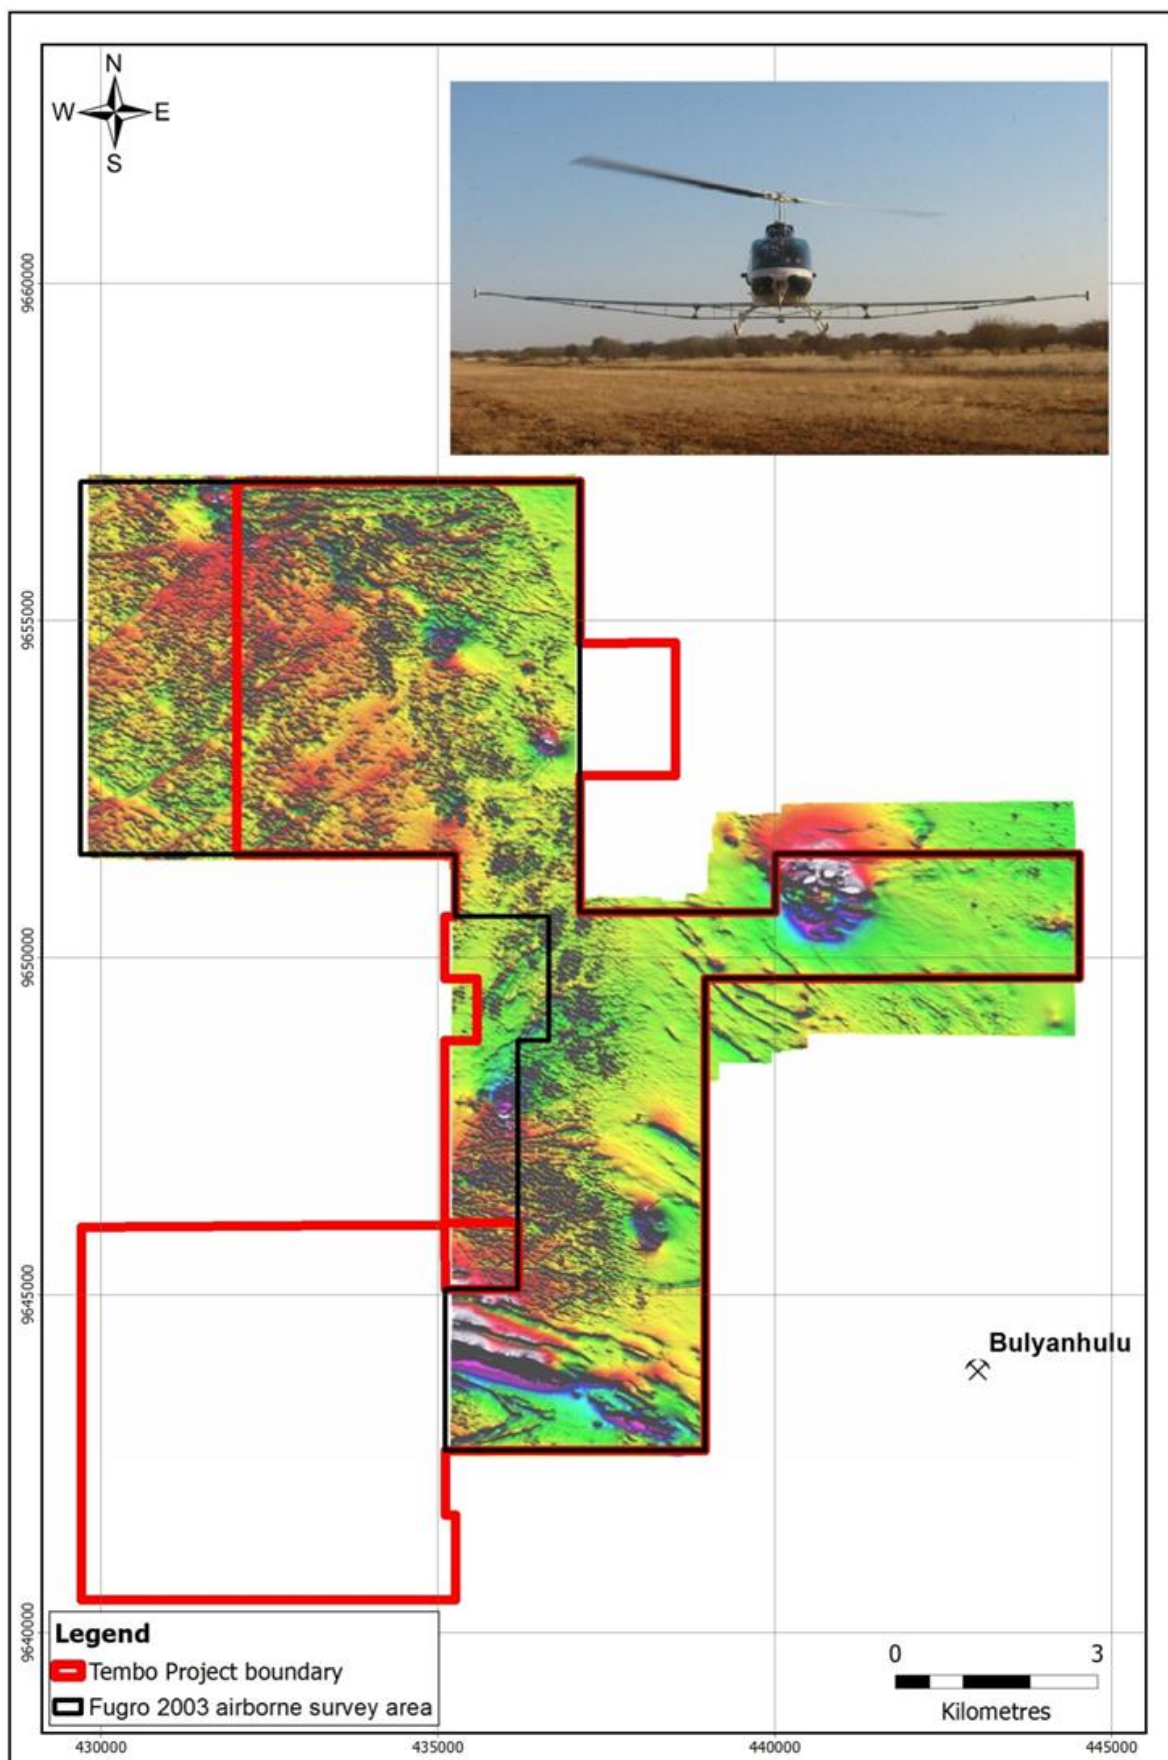 N
W E
S
9660000
9655000
9650000
9645000
9640000
Bulyanhulu
Legend
Tembo Project boundary
Fugro 2003 airborne survey area
0 3
Kilometres
430000 435000 440000 445000